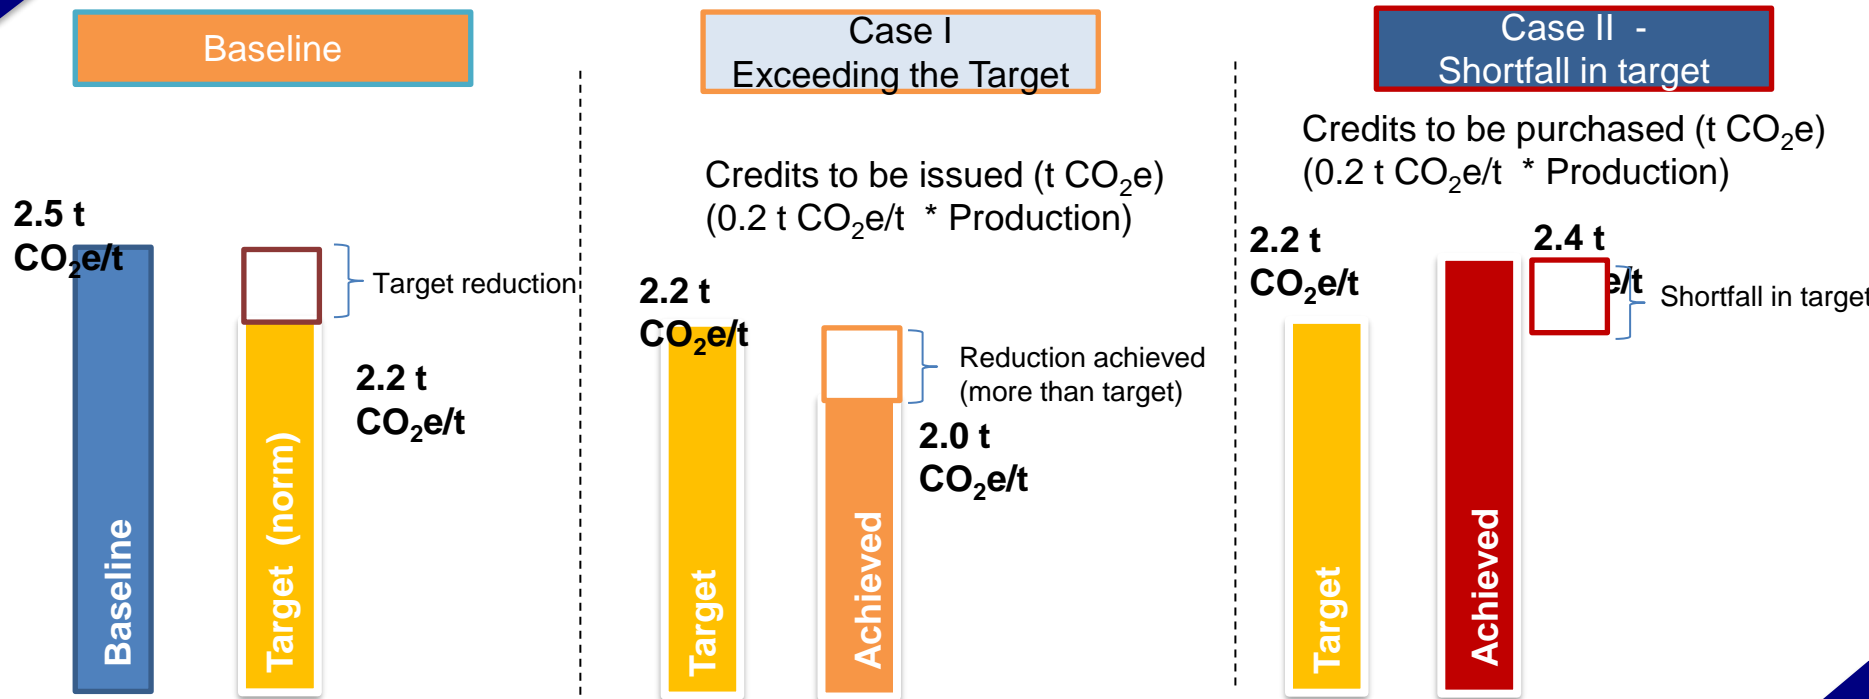 Baseline
2.5 t
CO₂e/t
Target reduction
2.2 t
CO₂e/t
Baseline
Target (norm)
Case I
Exceeding the Target
Credits to be issued (t CO₂e)
(0.2 t CO₂e/t * Production)
2.2 t
CO₂e/t
Reduction achieved
(more than target)
2.0 t
CO₂e/t
Target
Achieved
Case II -
Shortfall in target
Credits to be purchased (t CO₂e)
(0.2 t CO₂e/t * Production)
2.2 t
CO₂e/t
2.4 t
e/t
Shortfall in target
Target
Achieved